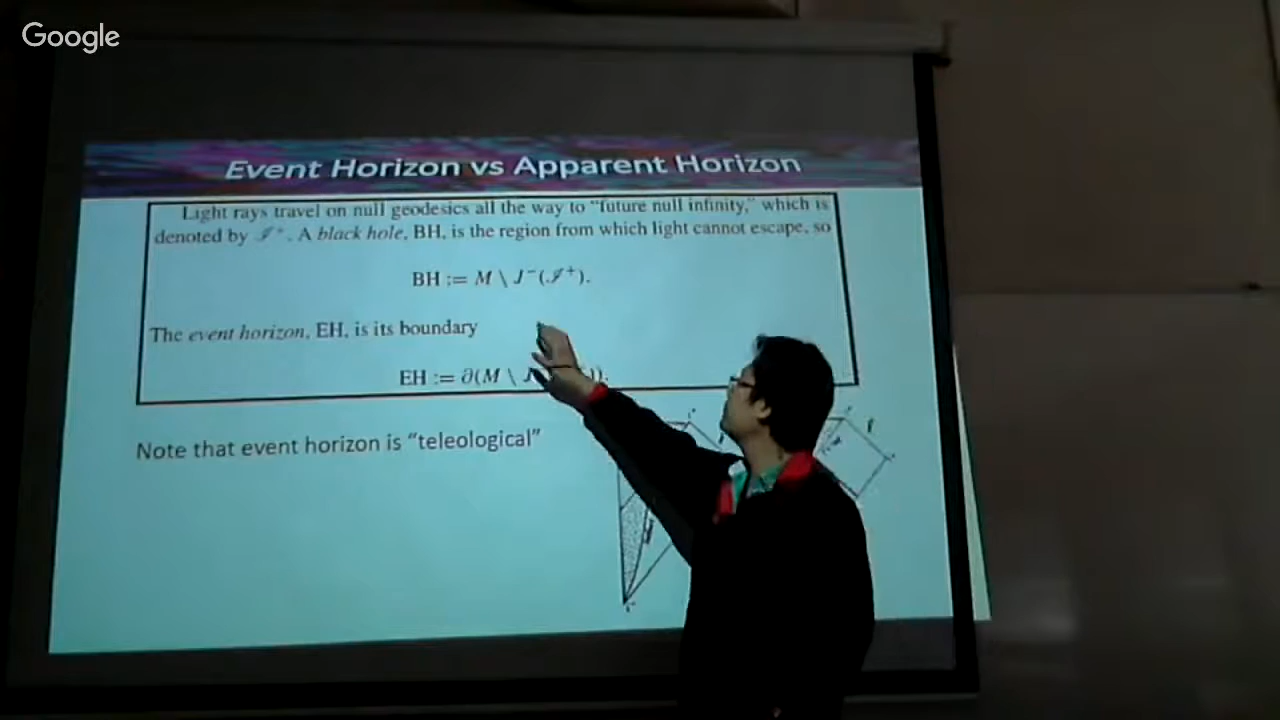 Google
Event Horizon vs Apparent Horizon
Light rays travel on null geodesics all the way to “future null infinity,” which is
denoted by ℐ⁺. A black hole, BH, is the region from which light cannot escape, so
BH := M \ J⁻(ℐ⁺).
The event horizon, EH, is its boundary
EH := ∂(M \ J
Note that event horizon is “teleological”